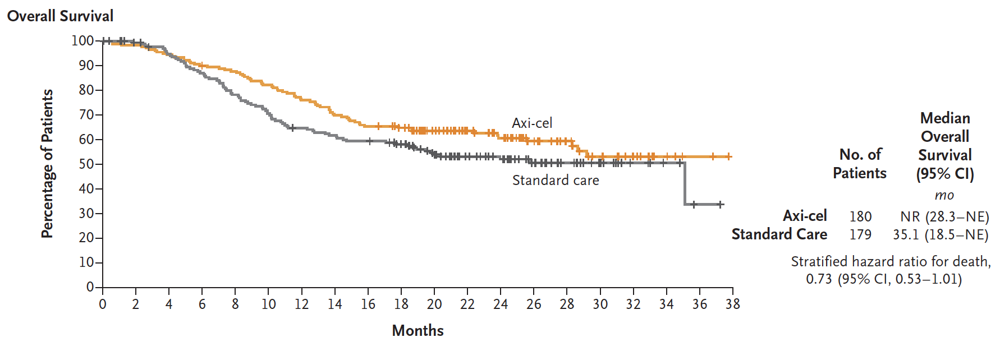 Overall Survival
Percentage of Patients
100
90
80
70
60
50
40
30
20
10
0
0 2 4 6 8 10 12 14 16 18 20 22 24 26 28 30 32 34 36 38
Months
Axi-cel
Standard care
No. of
Patients
Median
Overall
Survival
(95% CI)
mo
Axi-cel 180 NR (28.3–NE)
Standard Care 179 35.1 (18.5–NE)
Stratified hazard ratio for death,
0.73 (95% CI, 0.53–1.01)